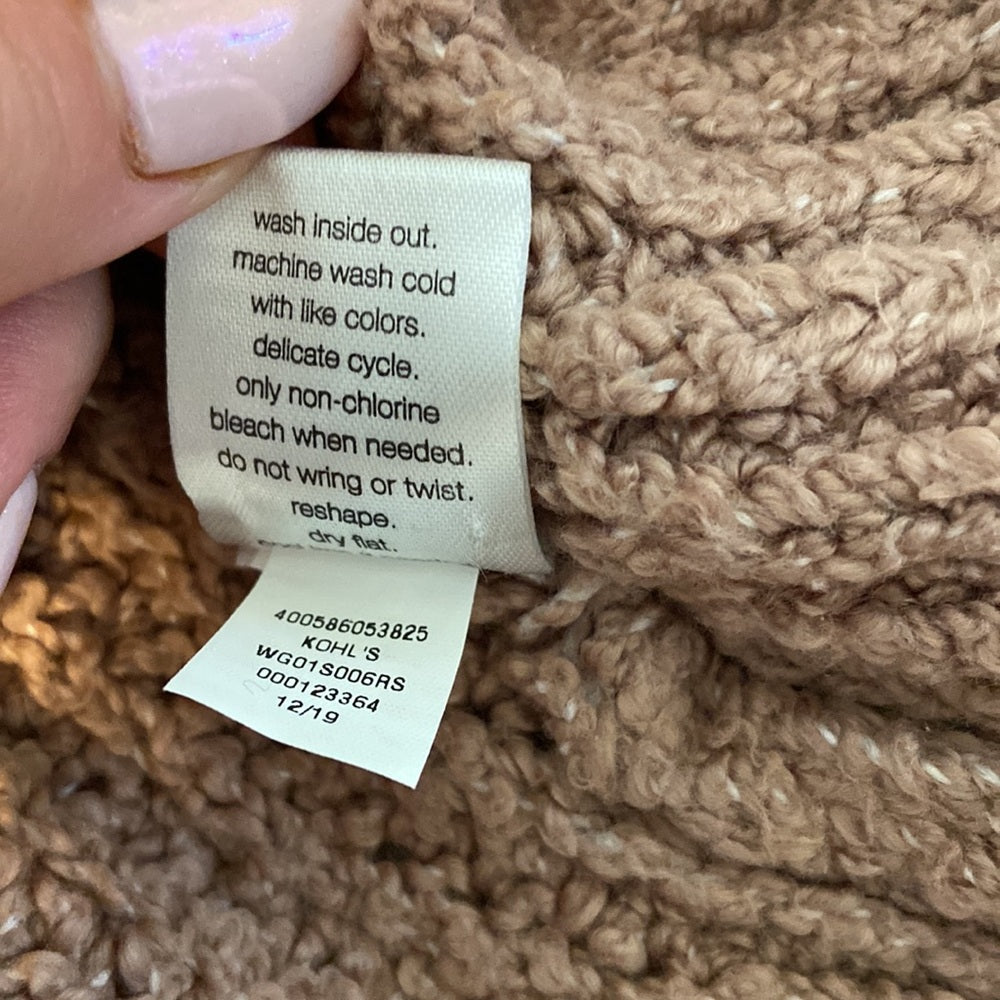 wash inside out.
machine wash cold
with like colors.
delicate cycle.
only non-chlorine
bleach when needed.
do not wring or twist.
reshape.
dry flat.
400586053825
KOHL'S
WG01S006RS
000123364
12/19